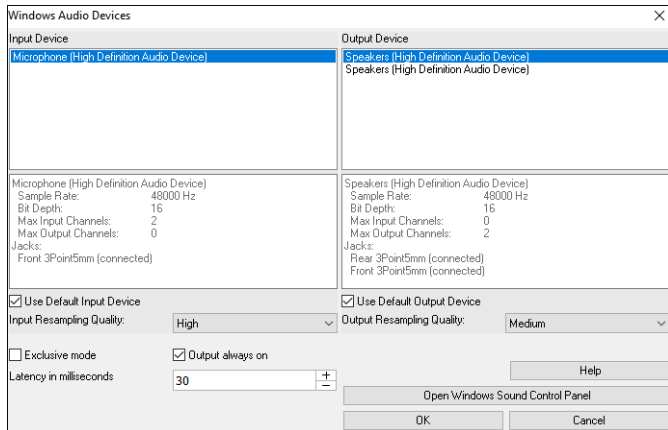 Windows Audio Devices
Input Device
Microphone (High Definition Audio Device)
Microphone (High Definition Audio Device)
Sample Rate: 48000 Hz
Bit Depth: 16
Max Input Channels: 2
Max Output Channels: 0
Jacks:
Front 3Point5mm (connected)
Output Device
Speakers (High Definition Audio Device)
Speakers (High Definition Audio Device)
Speakers (High Definition Audio Device)
Sample Rate: 48000 Hz
Bit Depth: 16
Max Input Channels: 0
Max Output Channels: 2
Jacks:
Rear 3Point5mm (connected)
Front 3Point5mm (connected)
Use Default Input Device
Use Default Output Device
Input Resampling Quality: High
Output Resampling Quality: Medium
Exclusive mode
Output always on
Latency in milliseconds 30
Help
Open Windows Sound Control Panel
OK
Cancel